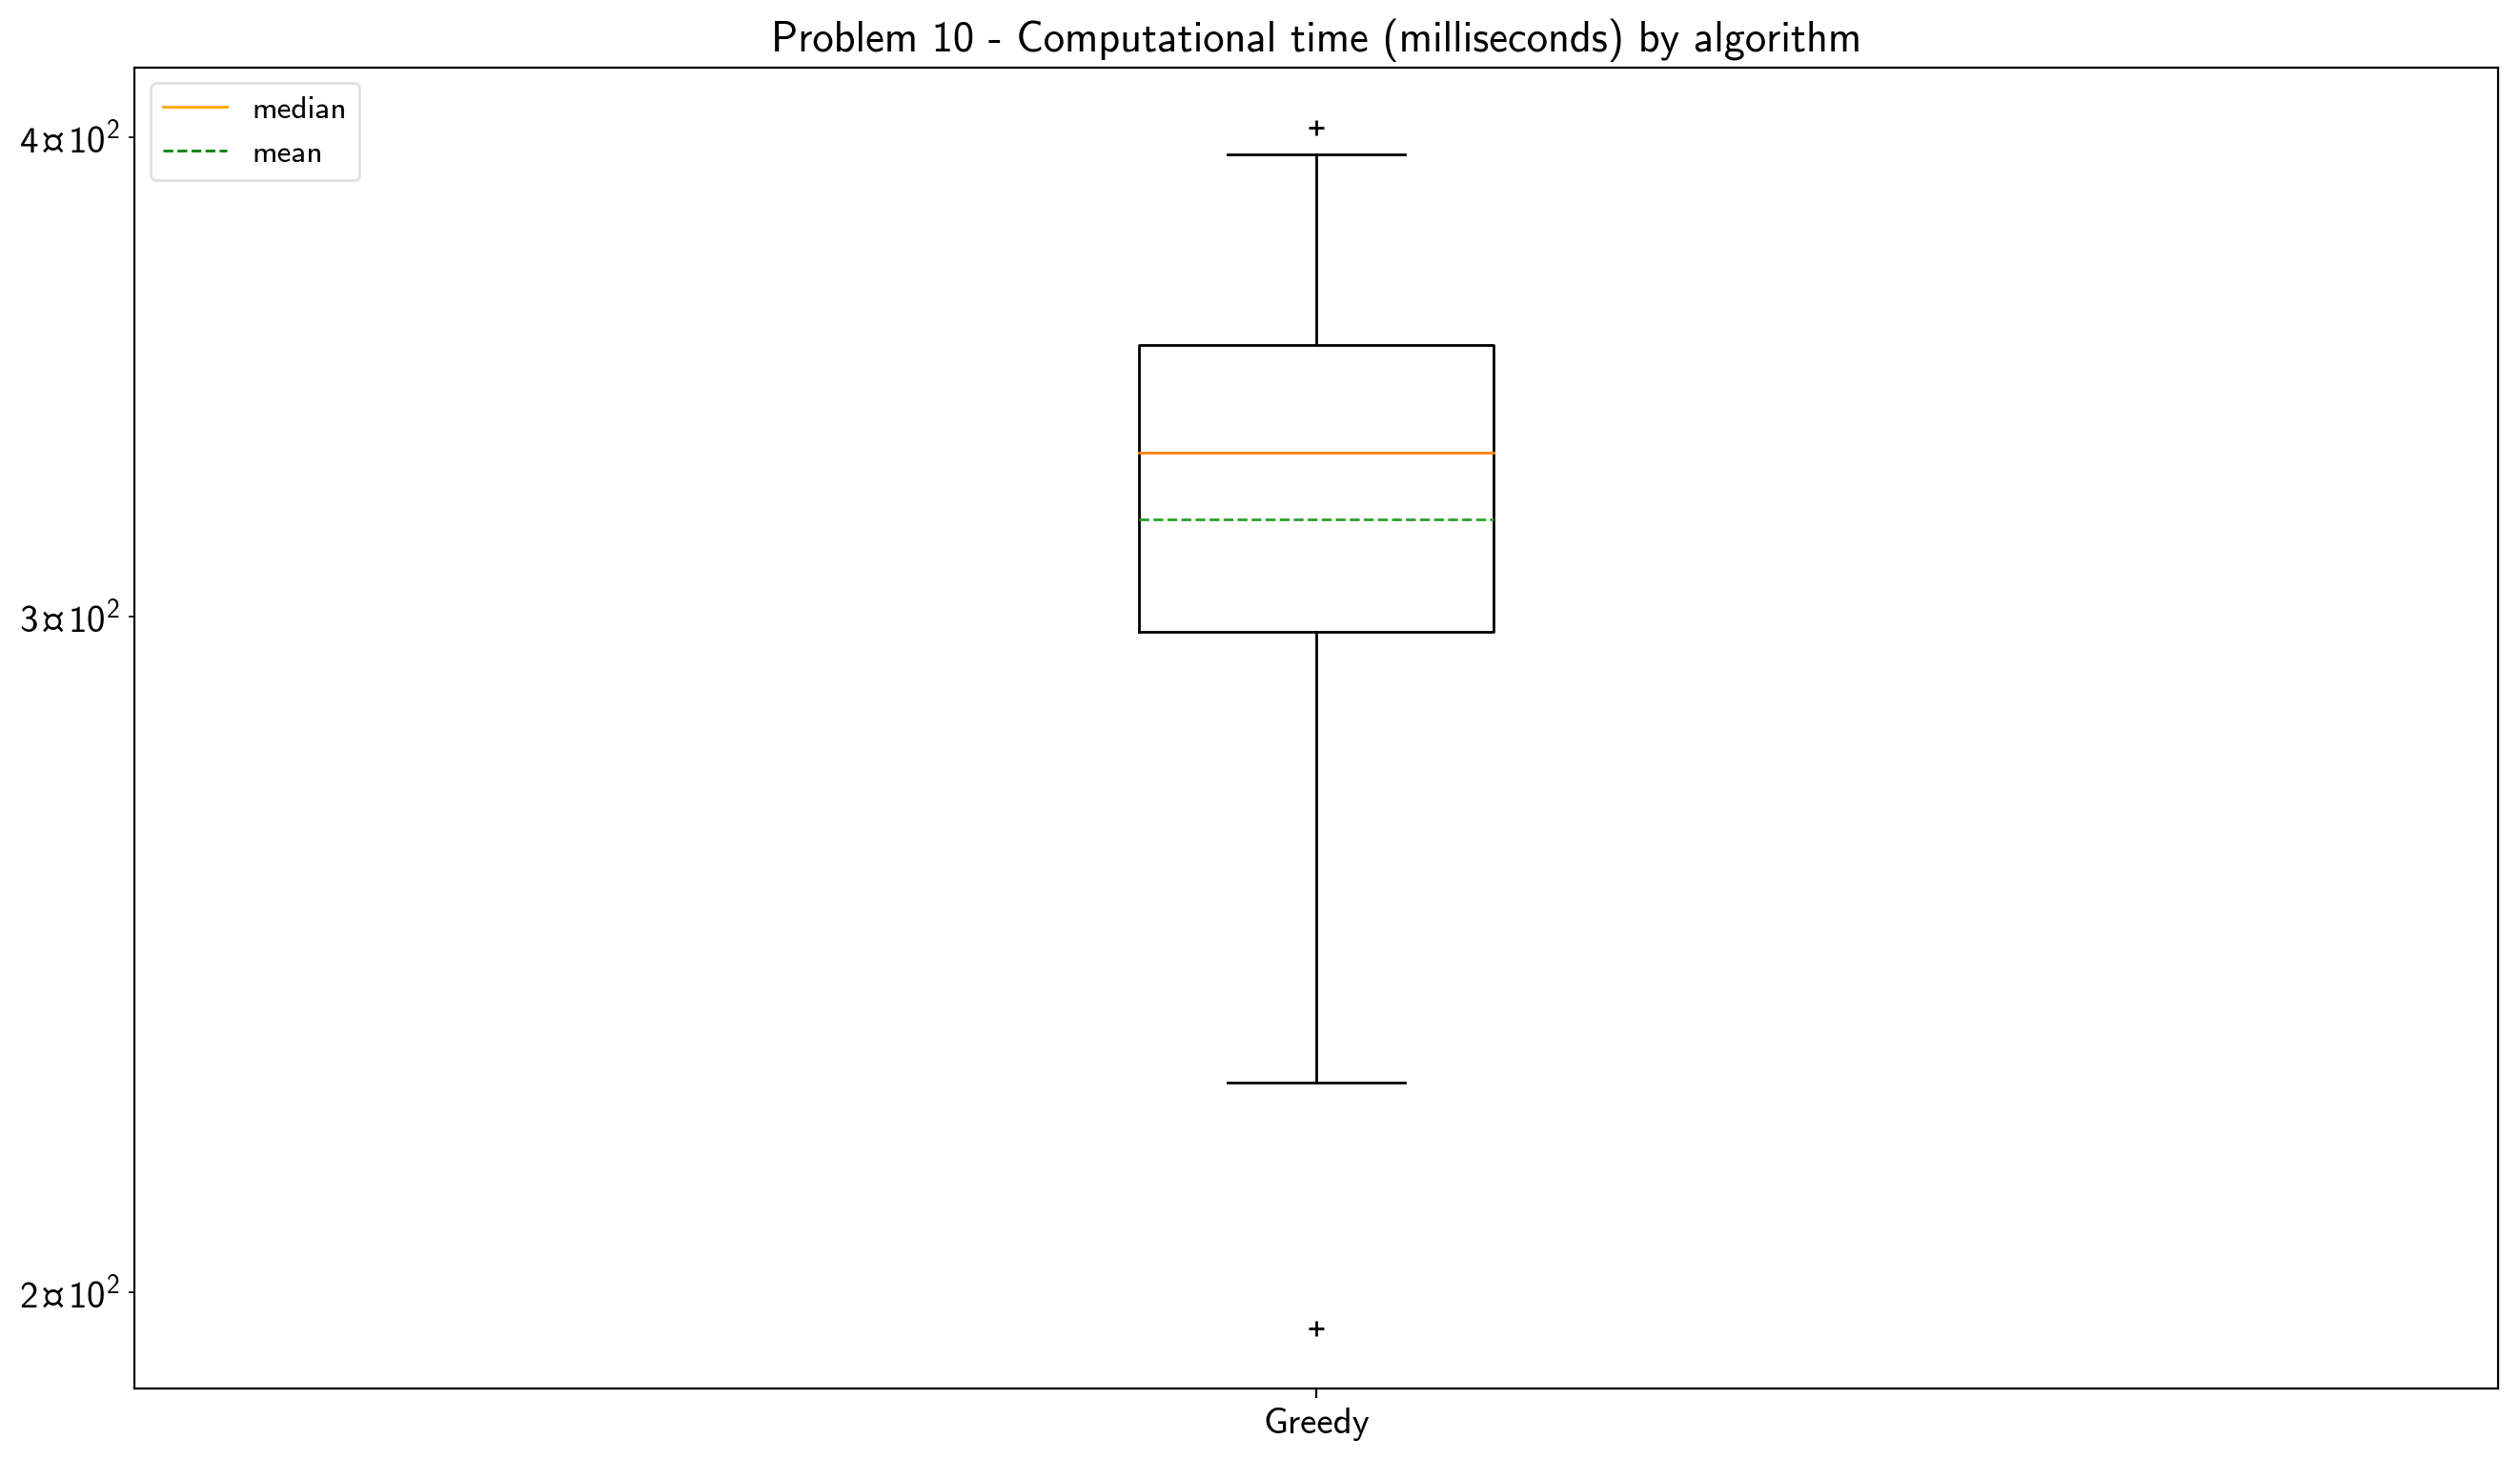 Problem 10 - Computational time (milliseconds) by algorithm
median
mean
4¤10²
3¤10²
2¤10²
Greedy